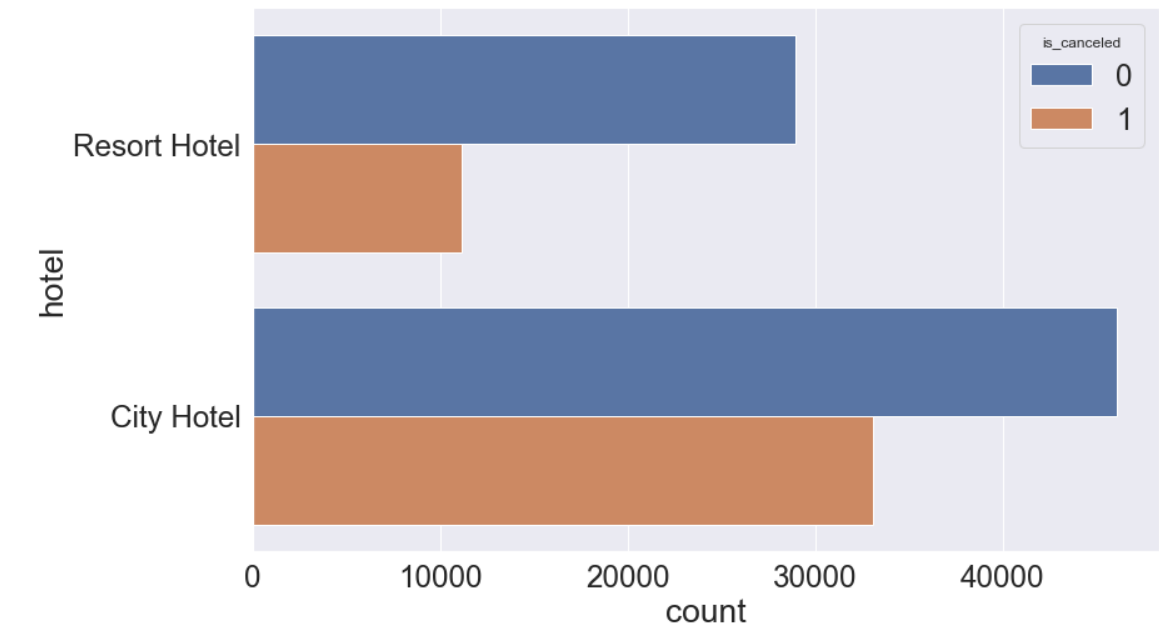 is_canceled
0
1
Resort Hotel
hotel
City Hotel
0 10000 20000 30000 40000
count